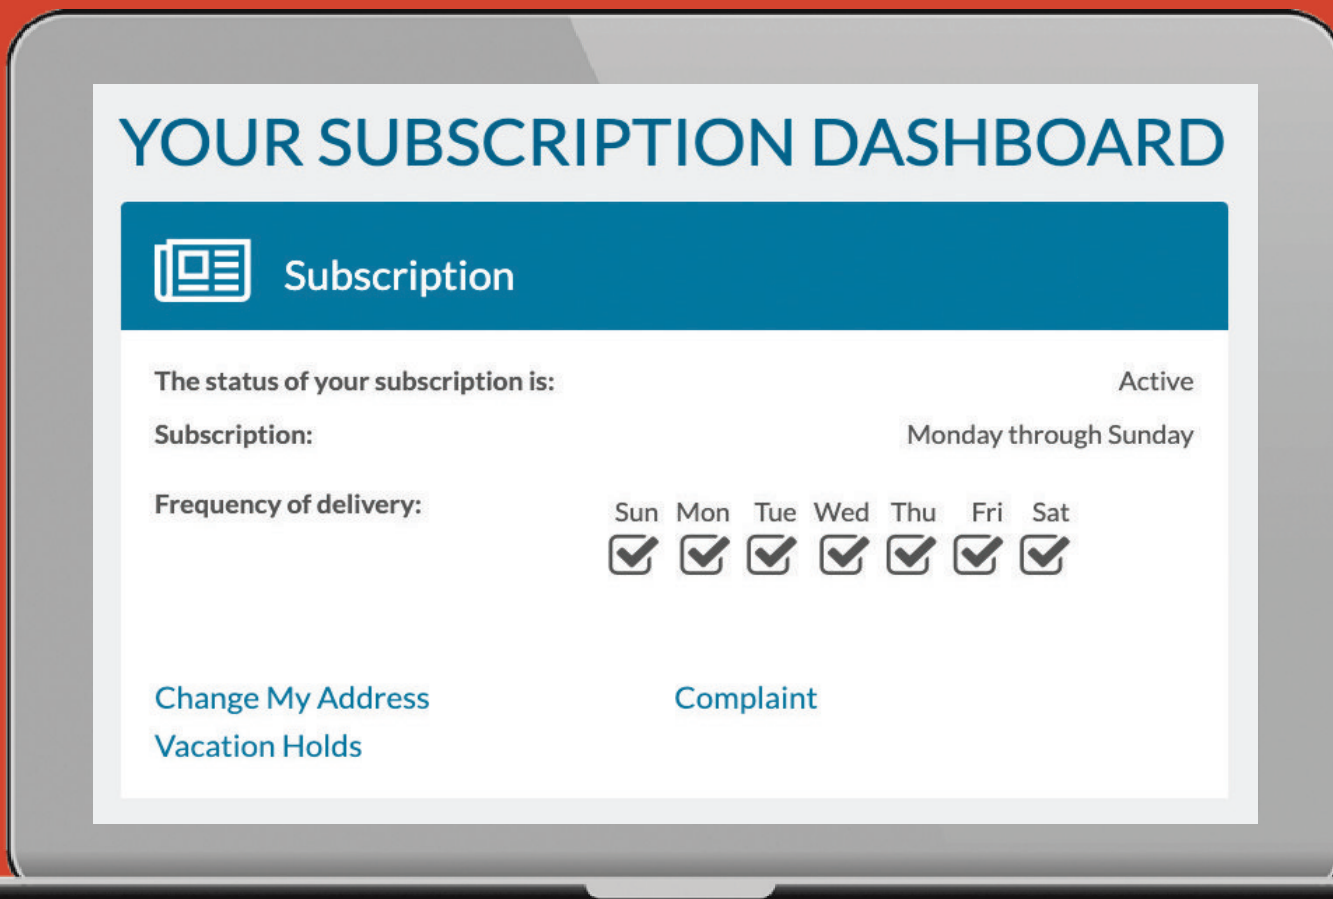 YOUR SUBSCRIPTION DASHBOARD
Subscription
The status of your subscription is: Active
Subscription: Monday through Sunday
Frequency of delivery: Sun Mon Tue Wed Thu Fri Sat
Change My Address Complaint
Vacation Holds